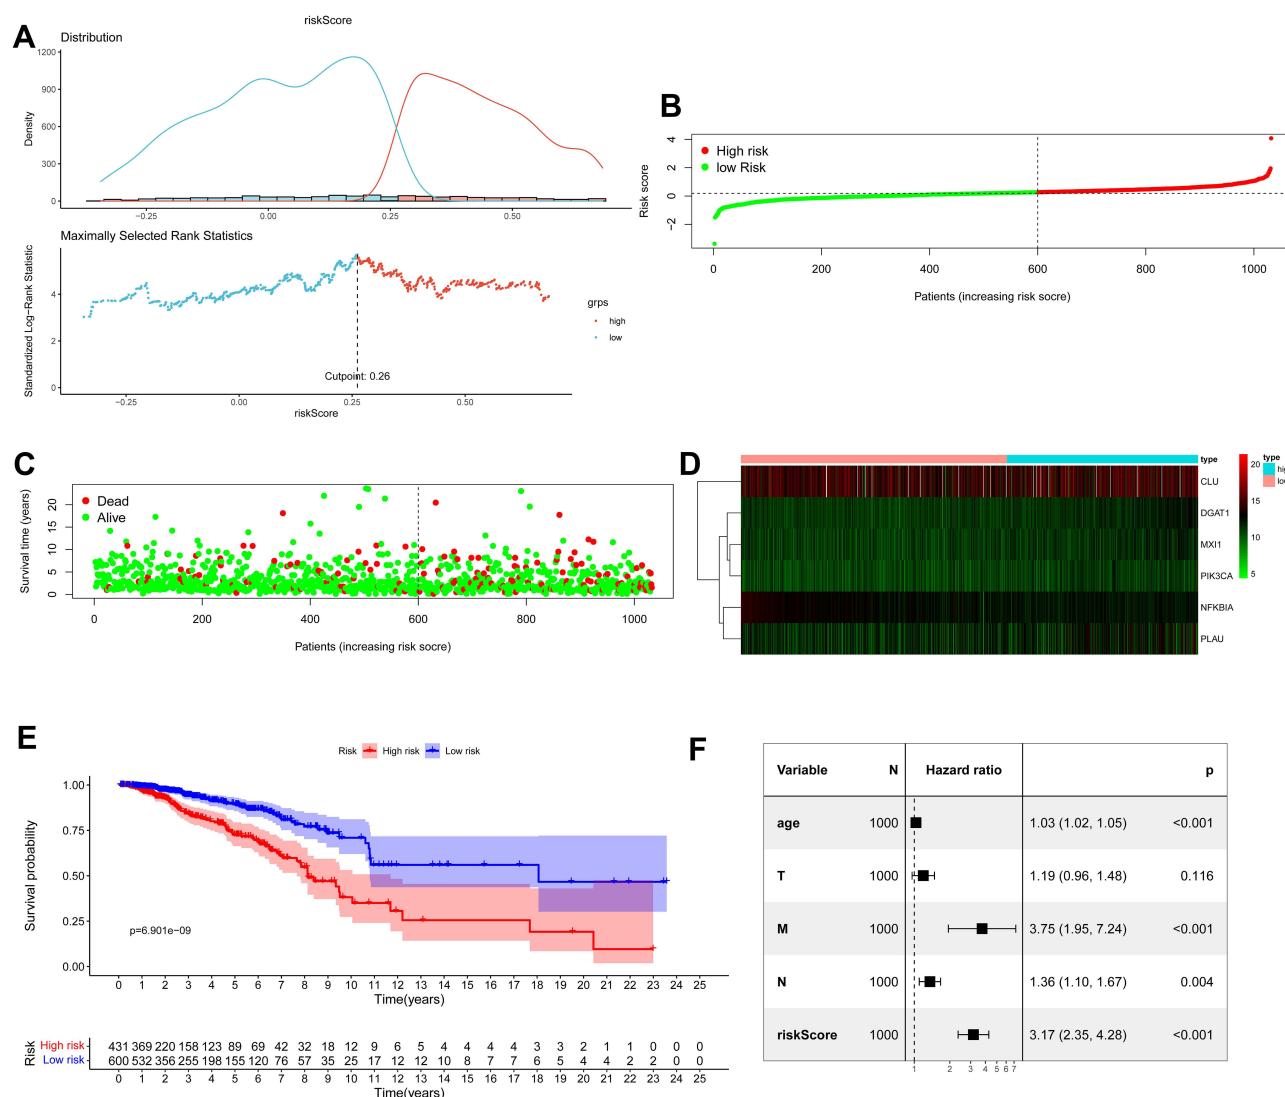 A
riskScore
Distribution
Density
1200
900
600
300
0
−0.25 0.00 0.25 0.50
Maximally Selected Rank Statistics
Standardized Log−Rank Statistic
4
2
0
Cutpoint: 0.26
−0.25 0.00 0.25 0.50
riskScore
grps
high
low
B
Risk score
4
2
0
−2
High risk
low Risk
0 200 400 600 800 1000
Patients (increasing risk socre)
C
Survival time (years)
20
15
10
5
0
Dead
Alive
0 200 400 600 800 1000
Patients (increasing risk socre)
D
type
CLU
DGAT1
MXI1
PIK3CA
NFKBIA
PLAU
20
15
10
5
type
hig
low
E
Risk High risk Low risk
Survival probability
1.00
0.75
0.50
0.25
0.00
p=6.901e−09
0 1 2 3 4 5 6 7 8 9 10 11 12 13 14 15 16 17 18 19 20 21 22 23 24 25
Time(years)
Risk
High risk 431 369 220 158 123 89 69 42 32 18 12 9 6 5 4 4 4 4 3 3 2 1 1 0 0 0
Low risk 600 532 356 255 198 155 120 76 57 35 25 17 12 12 10 8 7 7 6 5 4 4 2 2 0 0
0 1 2 3 4 5 6 7 8 9 10 11 12 13 14 15 16 17 18 19 20 21 22 23 24 25
Time(years)
F
Variable N Hazard ratio p
age 1000 1.03 (1.02, 1.05) <0.001
T 1000 1.19 (0.96, 1.48) 0.116
M 1000 3.75 (1.95, 7.24) <0.001
N 1000 1.36 (1.10, 1.67) 0.004
riskScore 1000 3.17 (2.35, 4.28) <0.001
1 2 3 4 5 6 7